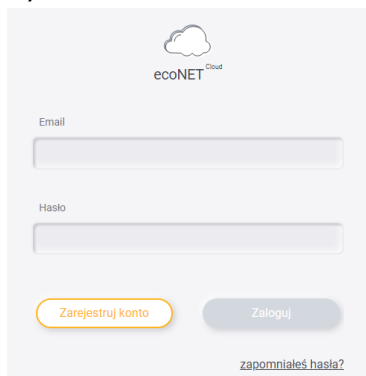 ecoNET Cloud
Email
Hasło
Zarejestruj konto
Zaloguj
zapomniałeś hasła?